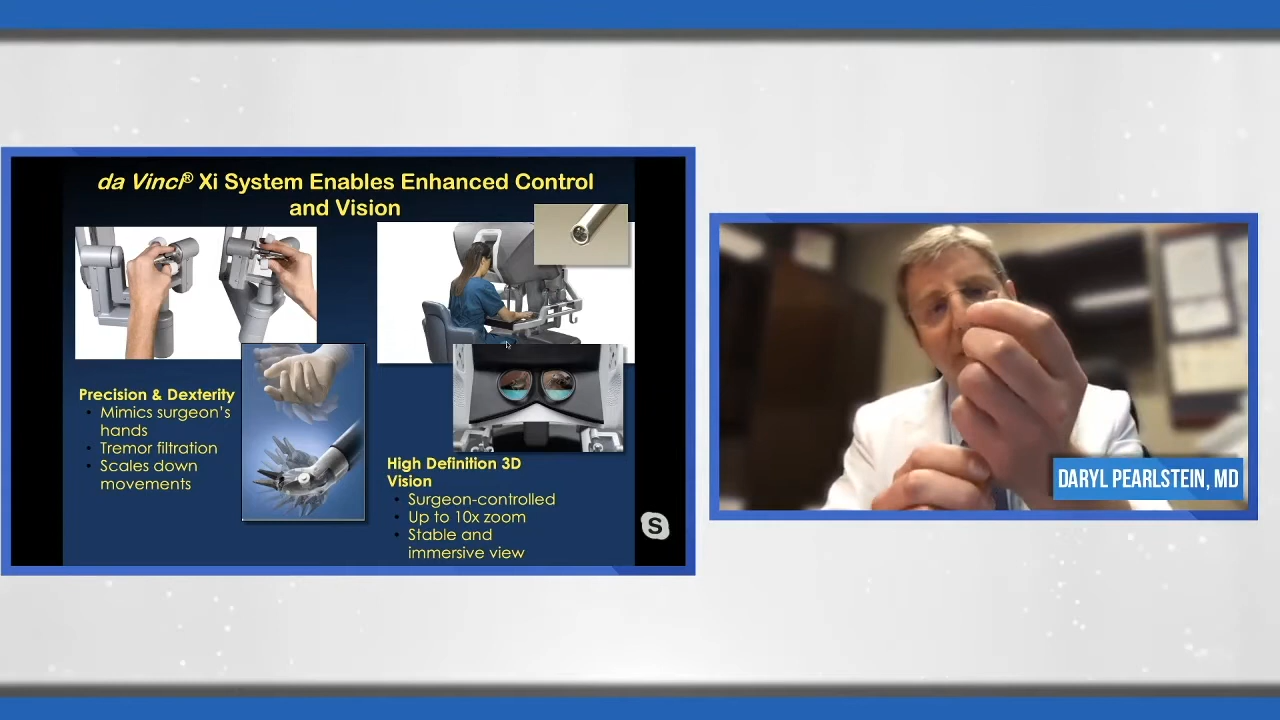 da Vinci® Xi System Enables Enhanced Control
and Vision
Precision & Dexterity
• Mimics surgeon's
hands
• Tremor filtration
• Scales down
movements
High Definition 3D
Vision
• Surgeon-controlled
• Up to 10x zoom
• Stable and
immersive view
S
DARYL PEARLSTEIN, MD